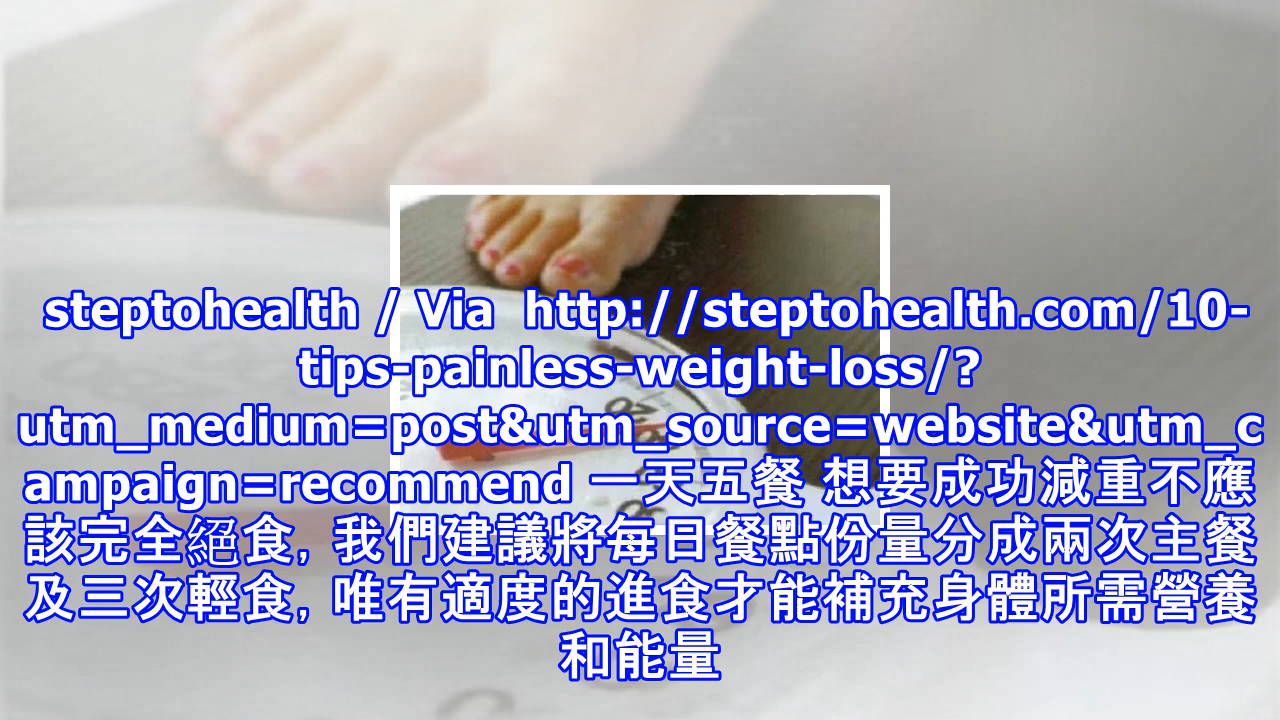 steptohealth / Via  http://steptohealth.com/10-
tips-painless-weight-loss/?
utm_medium=post&utm_source=website&utm_c
ampaign=recommend 一天五餐 想要成功減重不應
該完全絕食, 我們建議將每日餐點份量分成兩次主餐
及三次輕食, 唯有適度的進食才能補充身體所需營養
和能量